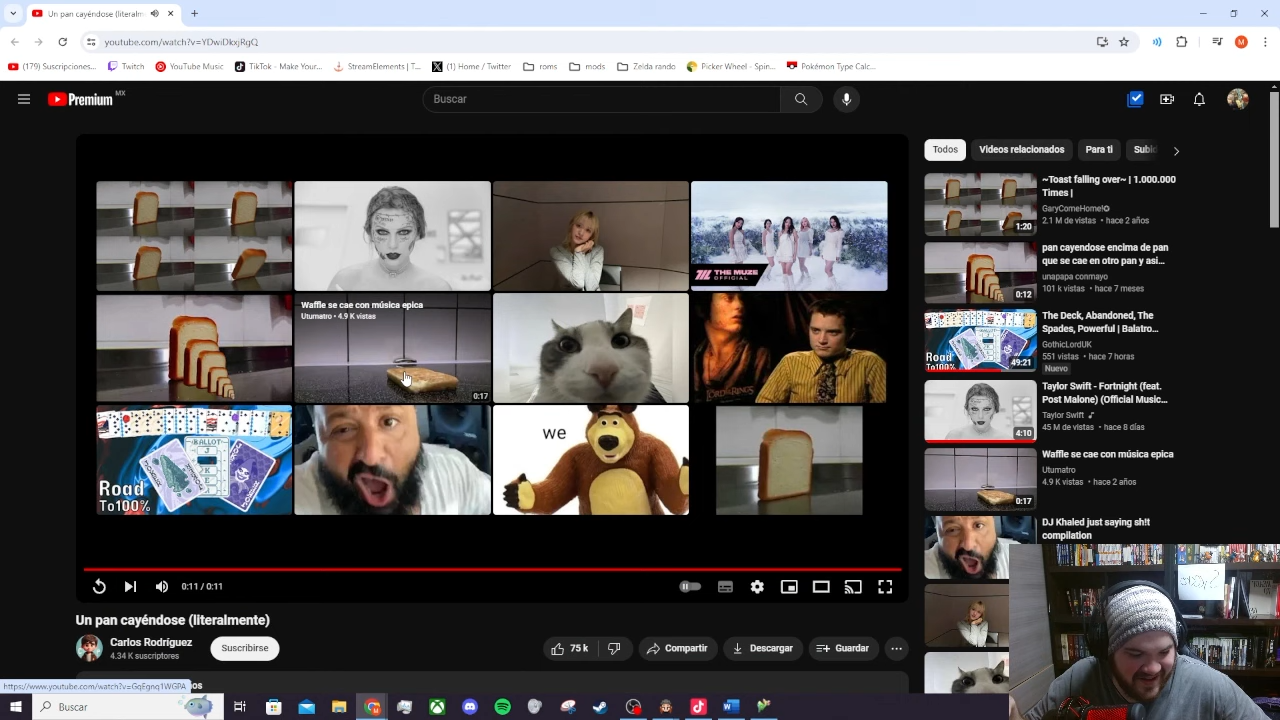 Un pan cayéndose (literalm
youtube.com/watch?v=YDwiDkxjRgQ
(179) Suscripciones...
Twitch
YouTube Music
TikTok - Make Your...
StreamElements | T...
(1) Home / Twitter
roms
mods
Zelda rando
Picker Wheel - Spin...
Pokémon Type Calc...
Premium MX
Buscar
Todos
Videos relacionados
Para ti
Subi
~Toast falling over~ | 1.000.000
Times |
GaryComeHome!
2.1 M de vistas • hace 2 años
1:20
pan cayendose encima de pan
que se cae en otro pan y asi...
unapapa conmayo
101 k vistas • hace 7 meses
0:12
The Deck, Abandoned, The
Spades, Powerful | Balatro...
GothicLordUK
551 vistas • hace 7 horas
Nuevo
Road
To100%
49:21
Taylor Swift - Fortnight (feat.
Post Malone) (Official Music...
Taylor Swift
45 M de vistas • hace 8 días
4:10
Waffle se cae con música epica
Utumatro
4.9 K vistas • hace 2 años
0:17
DJ Khaled just saying sh!t
compilation
THE MUZE
OFFICIAL
Waffle se cae con música epica
Utumatro • 4.9 K vistas
0:17
THE LORD OF THE RINGS
Road
To100%
BALLOT
we
0:11 / 0:11
Un pan cayéndose (literalmente)
Carlos Rodríguez
4.34 K suscriptores
Suscribirse
75 k
Compartir
Descargar
Guardar
https://www.youtube.com/watch?v=GqEgnq1WGPA
Buscar